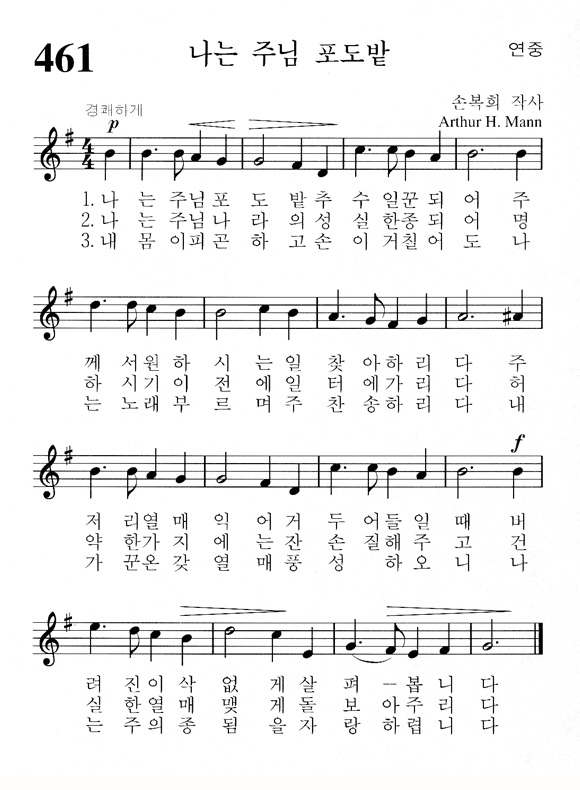 461
나는 주님 포도밭
연중
경쾌하게
손복희 작사
Arthur H. Mann
p
4
4
1. 나 는 주님 포 도 밭 추 수 일꾼 되 어 주
2. 나 는 주님 나 라 의 성 실 한종 되 어 명
3. 내 몸 이피 곤 하 고 손 이 거칠 어 도 나
께 서원 하 시 는 일 찾 아하 리 다 주
하 시기 이 전 에 일 터 에가 리 다 허
는 노래 부 르 며 주 찬 송하 리 다 내
f
저 리열 매 익 어 거 두 어들 일 때 버
약 한가 지 에 는 잔 손 질해 주 고 건
가 꾼온 갖 열 매 풍 성 하 오 니 나
려 진이 삭 없 게 살 펴 ─ 봅 니 다
실 한열 매 맺 게 돌 보 아 주 리 다
는 주의 종 됨 을 자 랑 하 렵 니 다